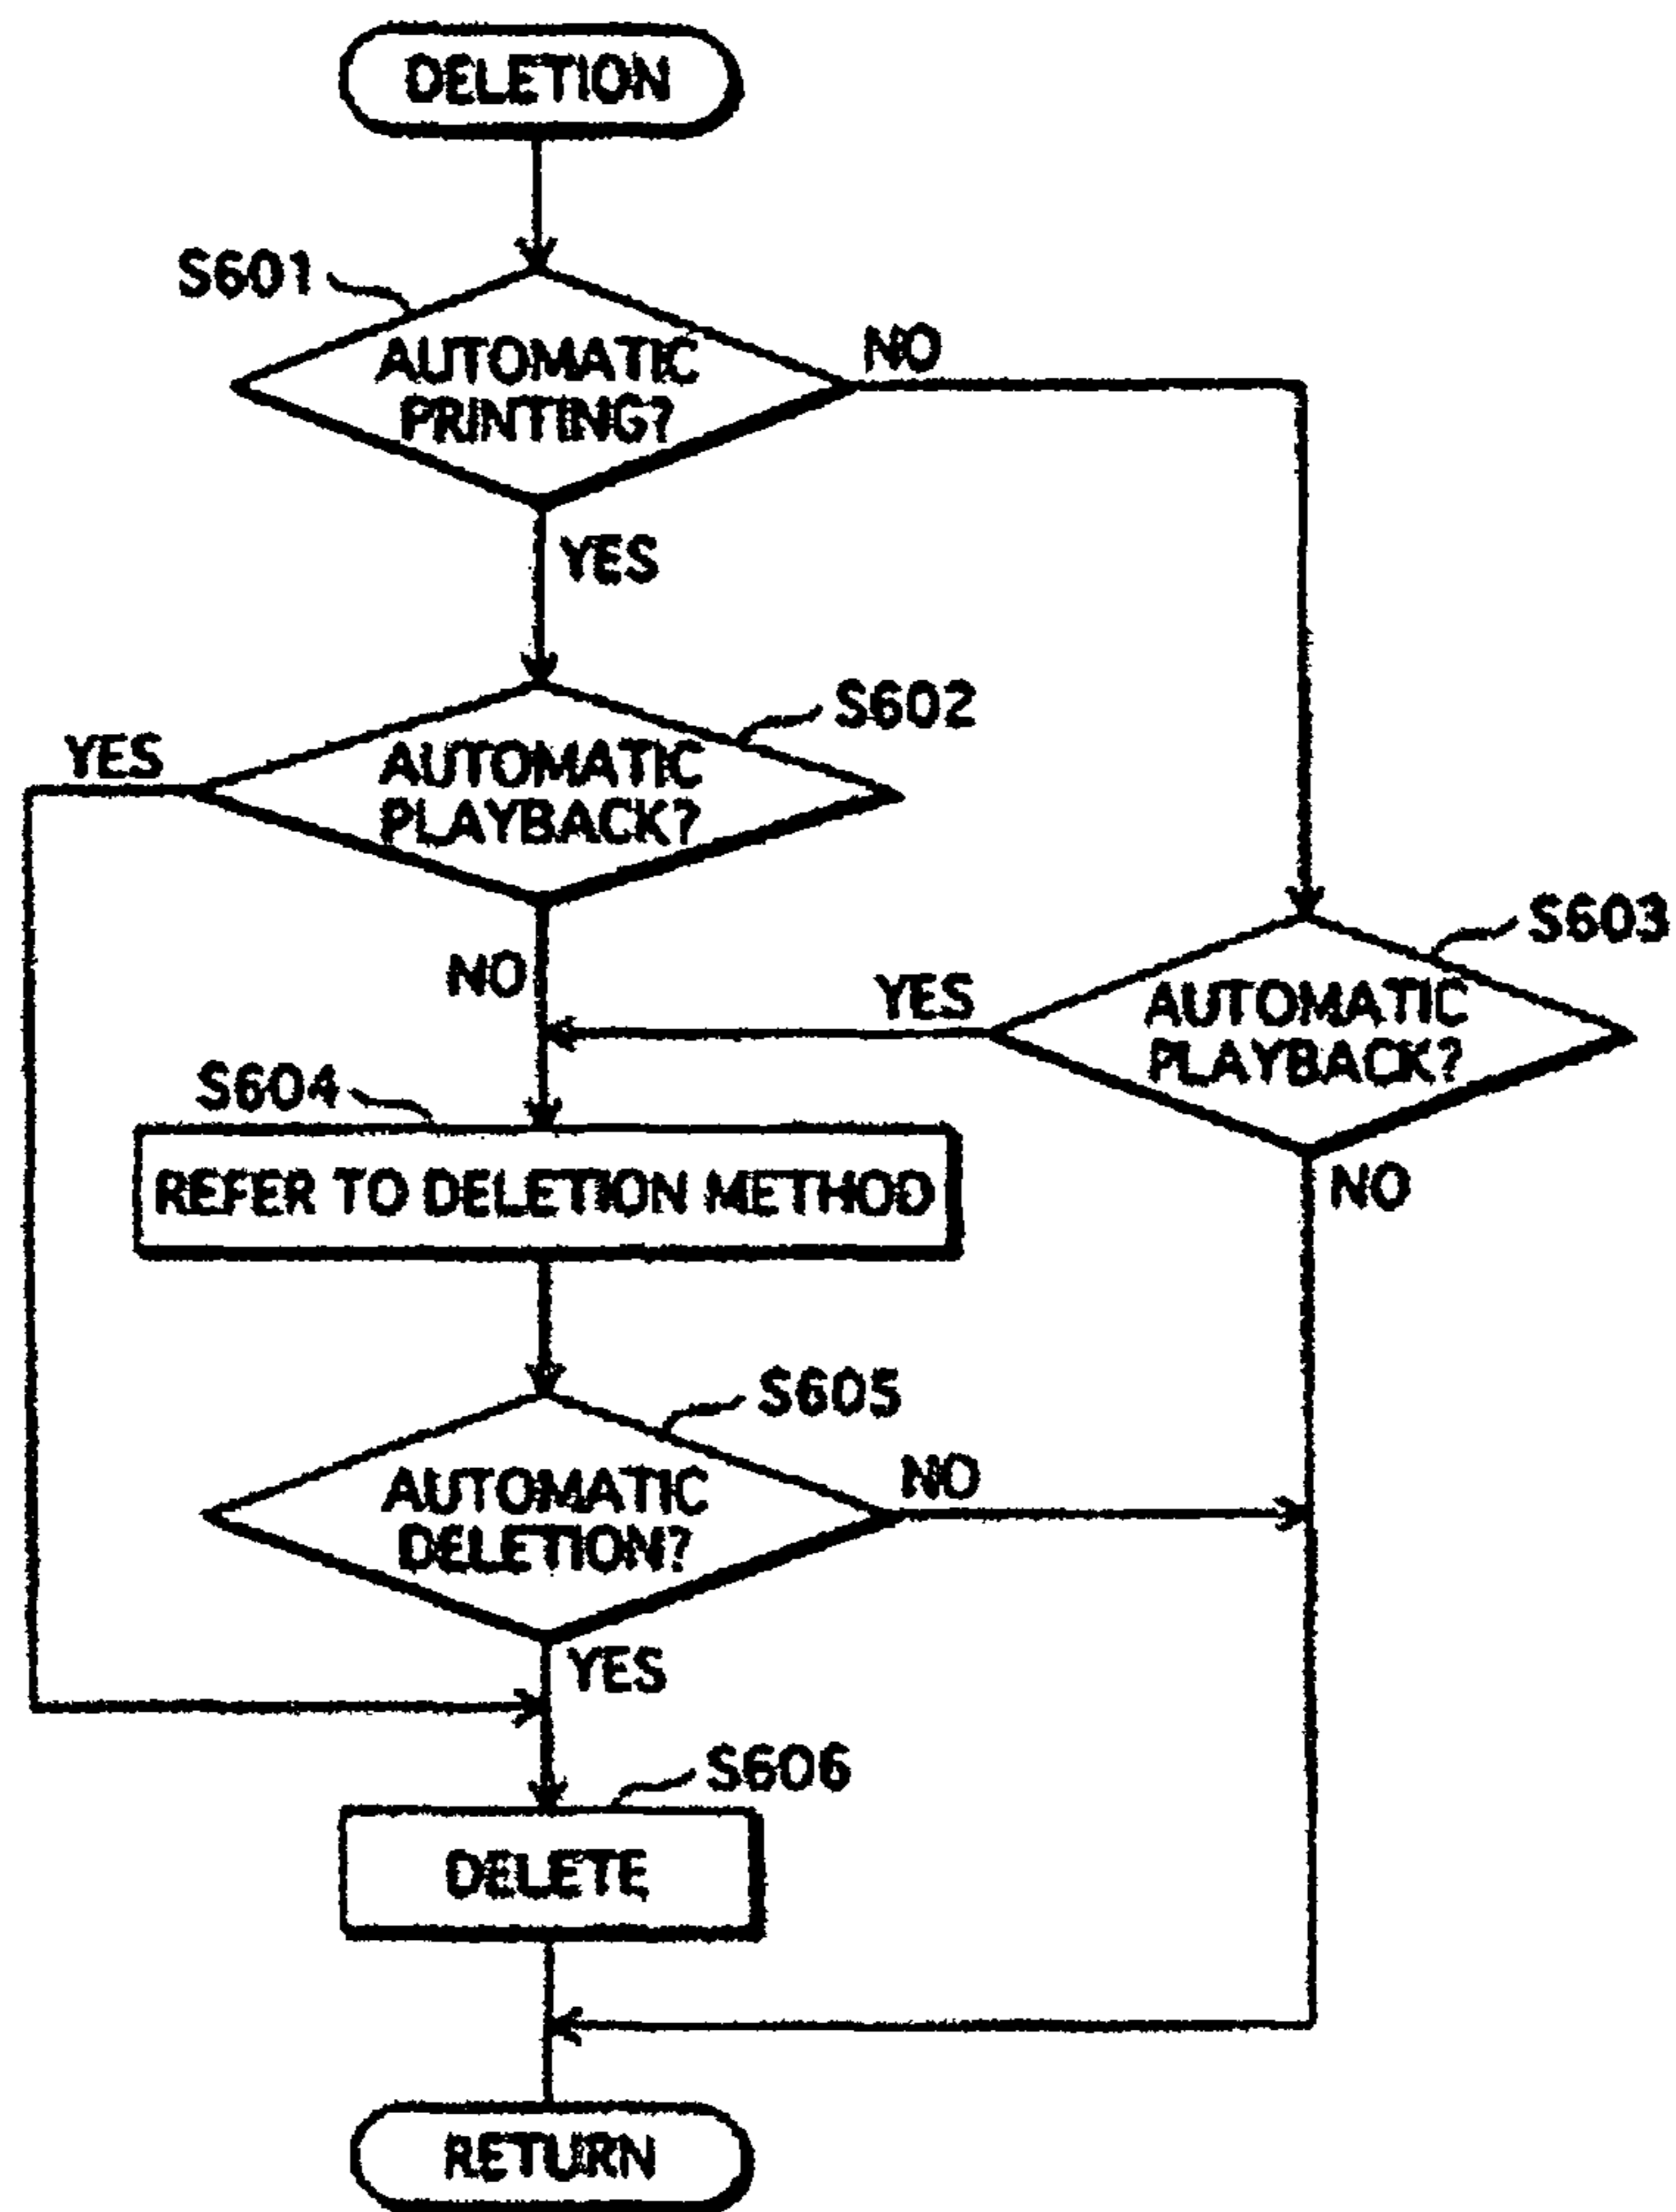 DELETION
S601
AUTOMATIC
PRINTING?
NO
YES
S602
YES
AUTOMATIC
PLAYBACK?
NO
S603
YES
AUTOMATIC
PLAYBACK?
NO
S604
REFER TO DELETION METHOD
S605
AUTOMATIC
DELETION?
NO
YES
S606
DELETE
RETURN